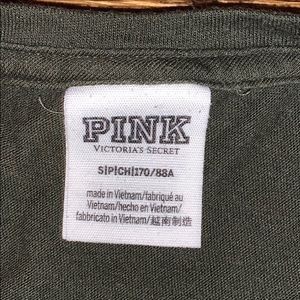 PINK
VICTORIA'S SECRET
S|P|CH|170/88A
made in Vietnam/fabriqué au
Vietnam/hecho en Vietnam/
fabbricato in Vietnam/越南制造